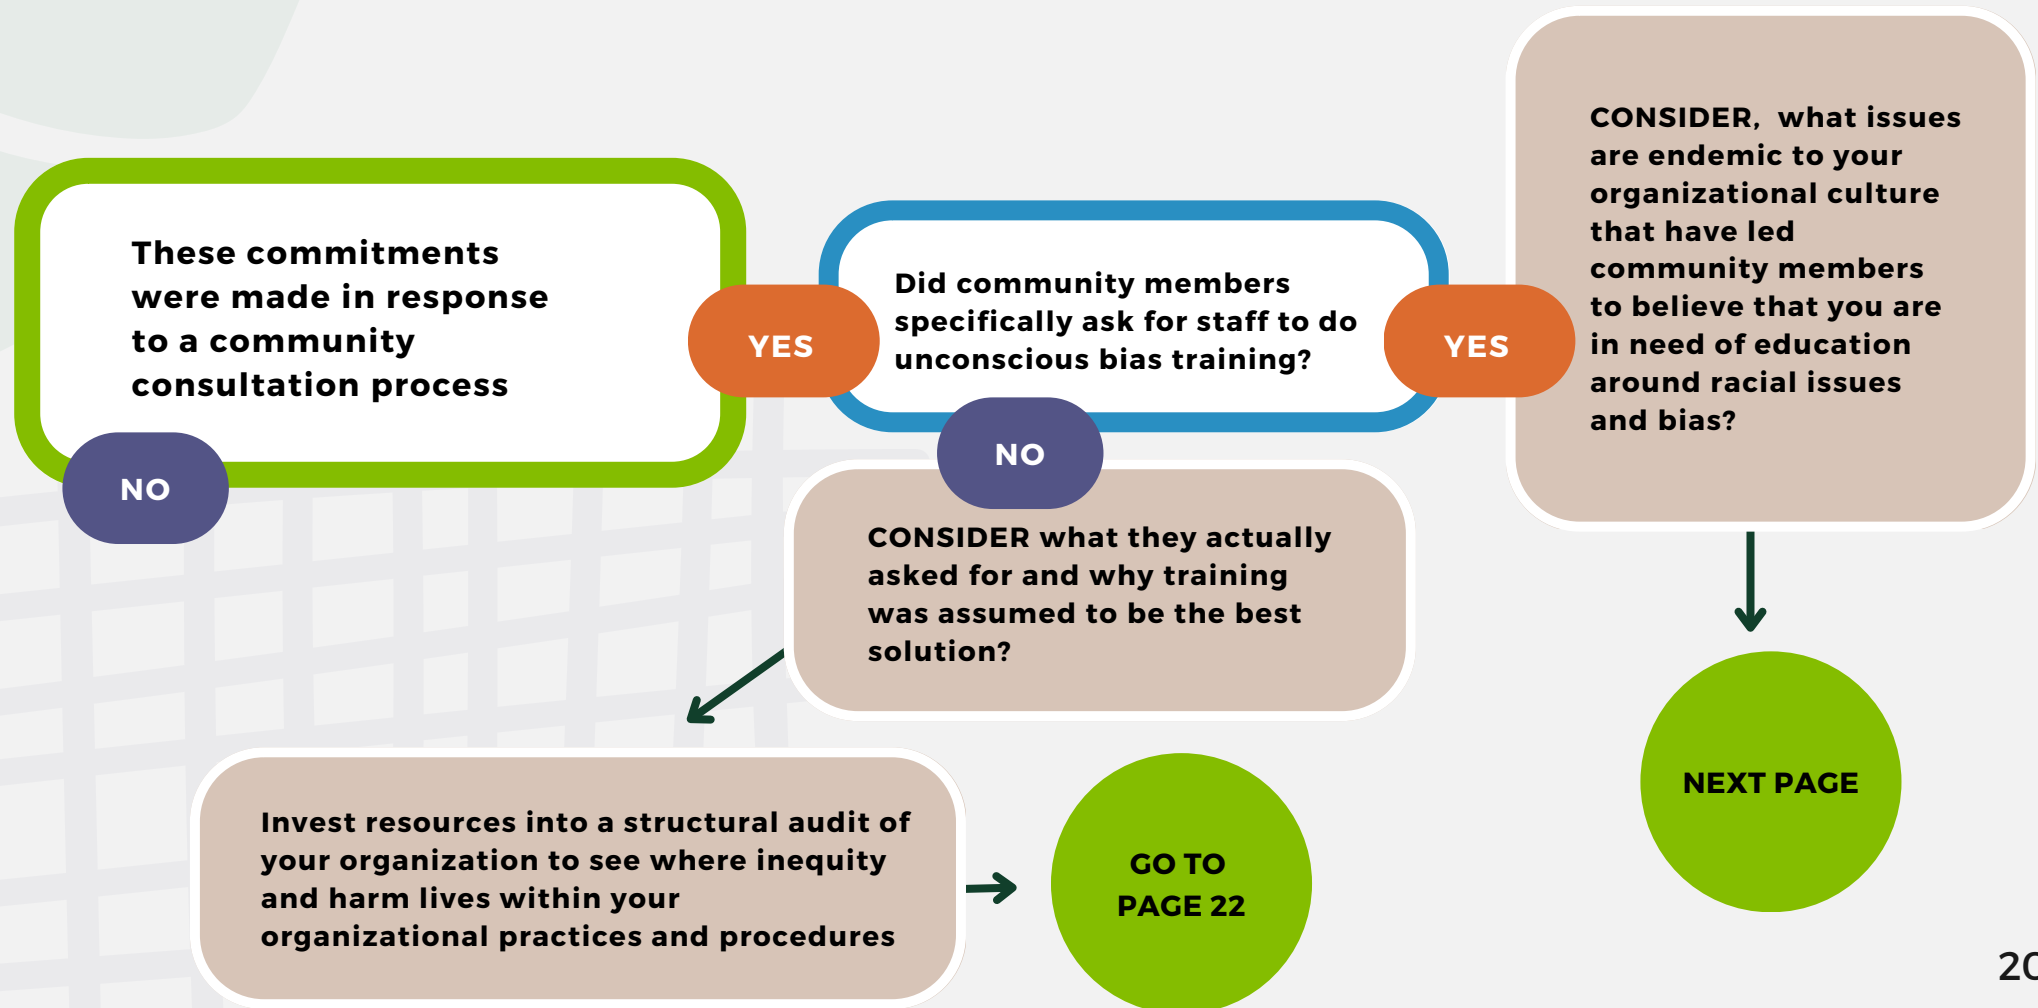 These commitments
were made in response
to a community
consultation process
YES
NO
Did community members
specifically ask for staff to do
unconscious bias training?
YES
NO
CONSIDER, what issues
are endemic to your
organizational culture
that have led
community members
to believe that you are
in need of education
around racial issues
and bias?
CONSIDER what they actually
asked for and why training
was assumed to be the best
solution?
Invest resources into a structural audit of
your organization to see where inequity
and harm lives within your
organizational practices and procedures
GO TO
PAGE 22
NEXT PAGE
20